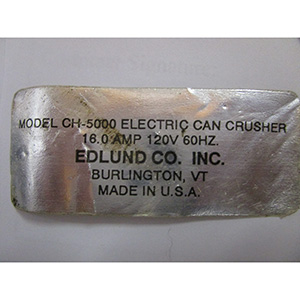 MODEL CH-5000 ELECTRIC CAN CRUSHER
16.0 AMP 120V 60HZ.
EDLUND CO. INC.
BURLINGTON, VT
MADE IN U.S.A.